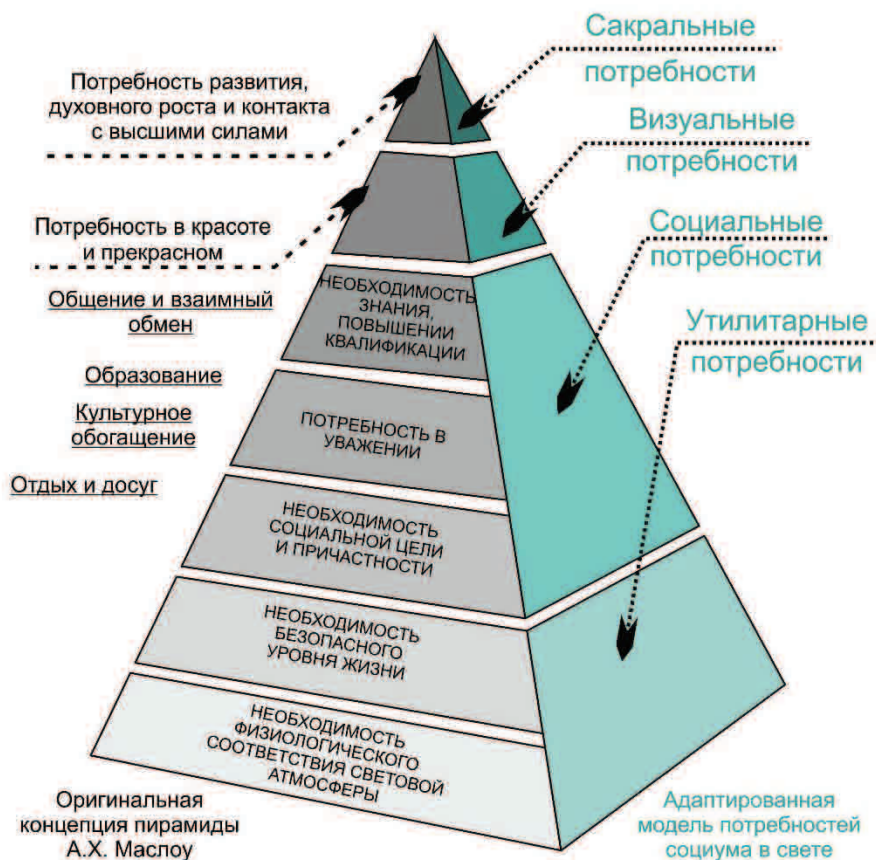 Потребность развития,
духовного роста и контакта
с высшими силами
Потребность в красоте
и прекрасном
Общение и взаимный
обмен
Образование
Культурное
обогащение
Отдых и досуг
НЕОБХОДИМОСТЬ
ЗНАНИЯ,
ПОВЫШЕНИИ
КВАЛИФИКАЦИИ
ПОТРЕБНОСТЬ В
УВАЖЕНИИ
НЕОБХОДИМОСТЬ
СОЦИАЛЬНОЙ ЦЕЛИ
И ПРИЧАСТНОСТИ
НЕОБХОДИМОСТЬ
БЕЗОПАСНОГО
УРОВНЯ ЖИЗНИ
НЕОБХОДИМОСТЬ
ФИЗИОЛОГИЧЕСКОГО
СООТВЕТСТВИЯ СВЕТОВОЙ
АТМОСФЕРЫ
Сакральные
потребности
Визуальные
потребности
Социальные
потребности
Утилитарные
потребности
Оригинальная
концепция пирамиды
А.Х. Маслоу
Адаптированная
модель потребностей
социума в свете